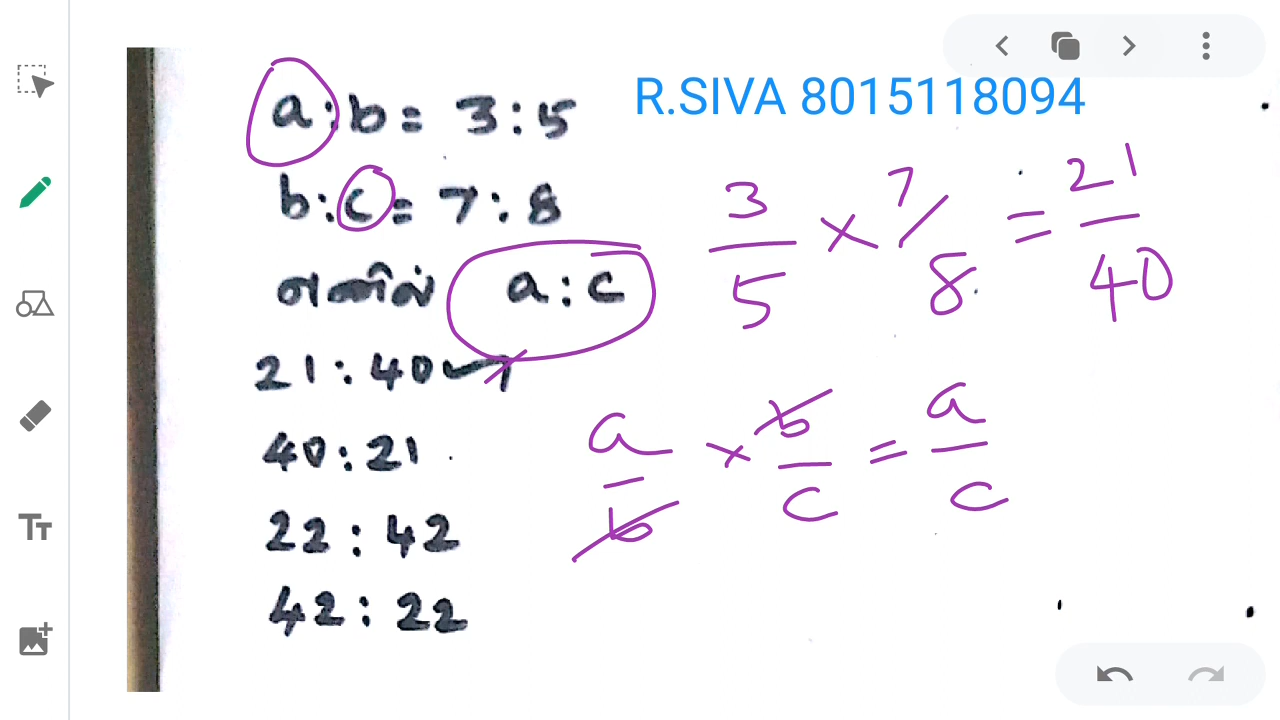 R.SIVA 8015118094
a:b = 3:5
b:c = 7:8
எனில் a:c
21:40 ✓
40:21
22:42
42:22
3/5 × 7/8 = 21/40
a/b × b/c = a/c
Tт